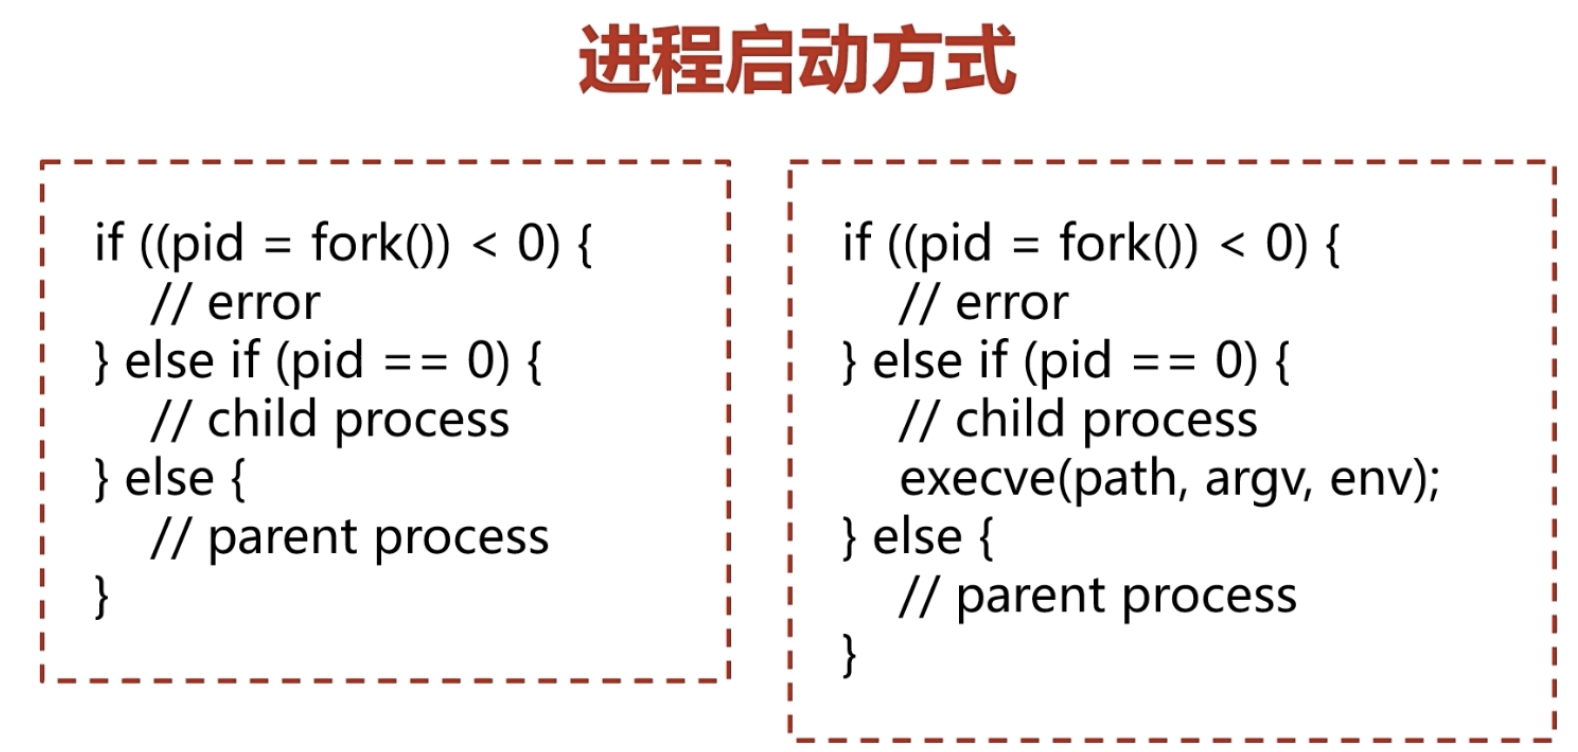 进程启动方式
if ((pid = fork()) < 0) {
// error
} else if (pid == 0) {
// child process
} else {
// parent process
}
if ((pid = fork()) < 0) {
// error
} else if (pid == 0) {
// child process
execve(path, argv, env);
} else {
// parent process
}